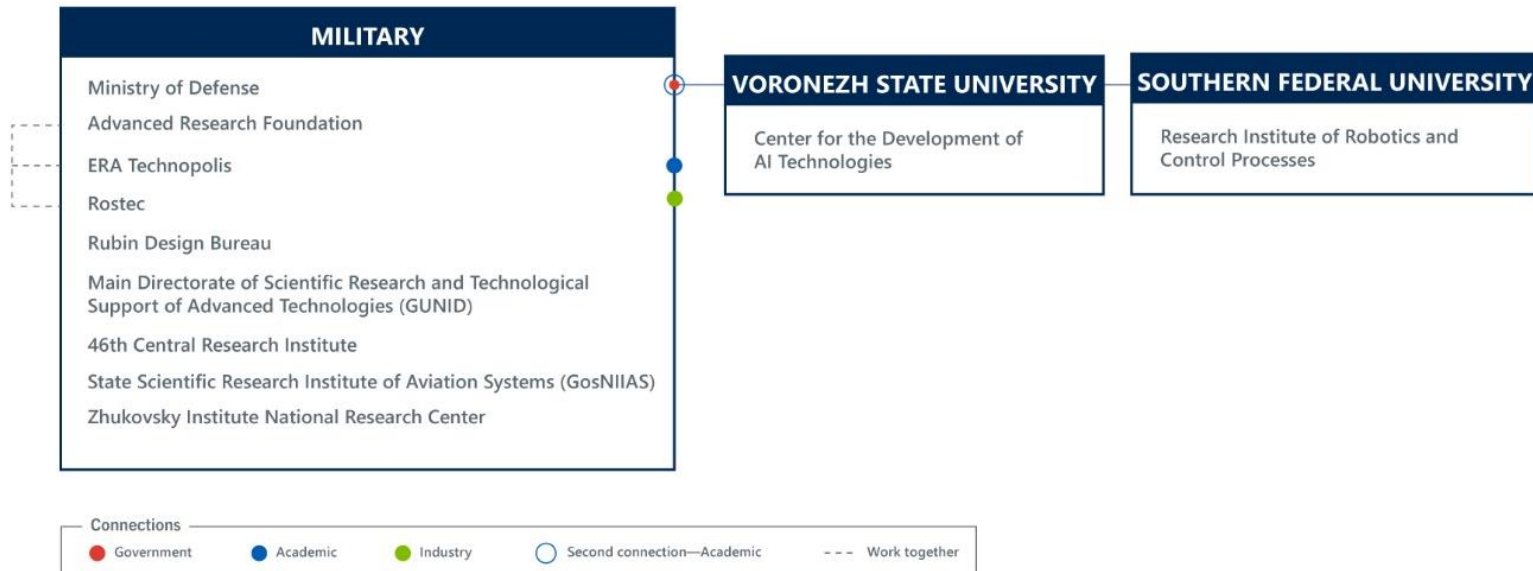 MILITARY
Ministry of Defense
Advanced Research Foundation
ERA Technopolis
Rostec
Rubin Design Bureau
Main Directorate of Scientific Research and Technological
Support of Advanced Technologies (GUNID)
46th Central Research Institute
State Scientific Research Institute of Aviation Systems (GosNIIAS)
Zhukovsky Institute National Research Center
VORONEZH STATE UNIVERSITY
Center for the Development of
AI Technologies
SOUTHERN FEDERAL UNIVERSITY
Research Institute of Robotics and
Control Processes
Connections
Government
Academic
Industry
Second connection—Academic
Work together